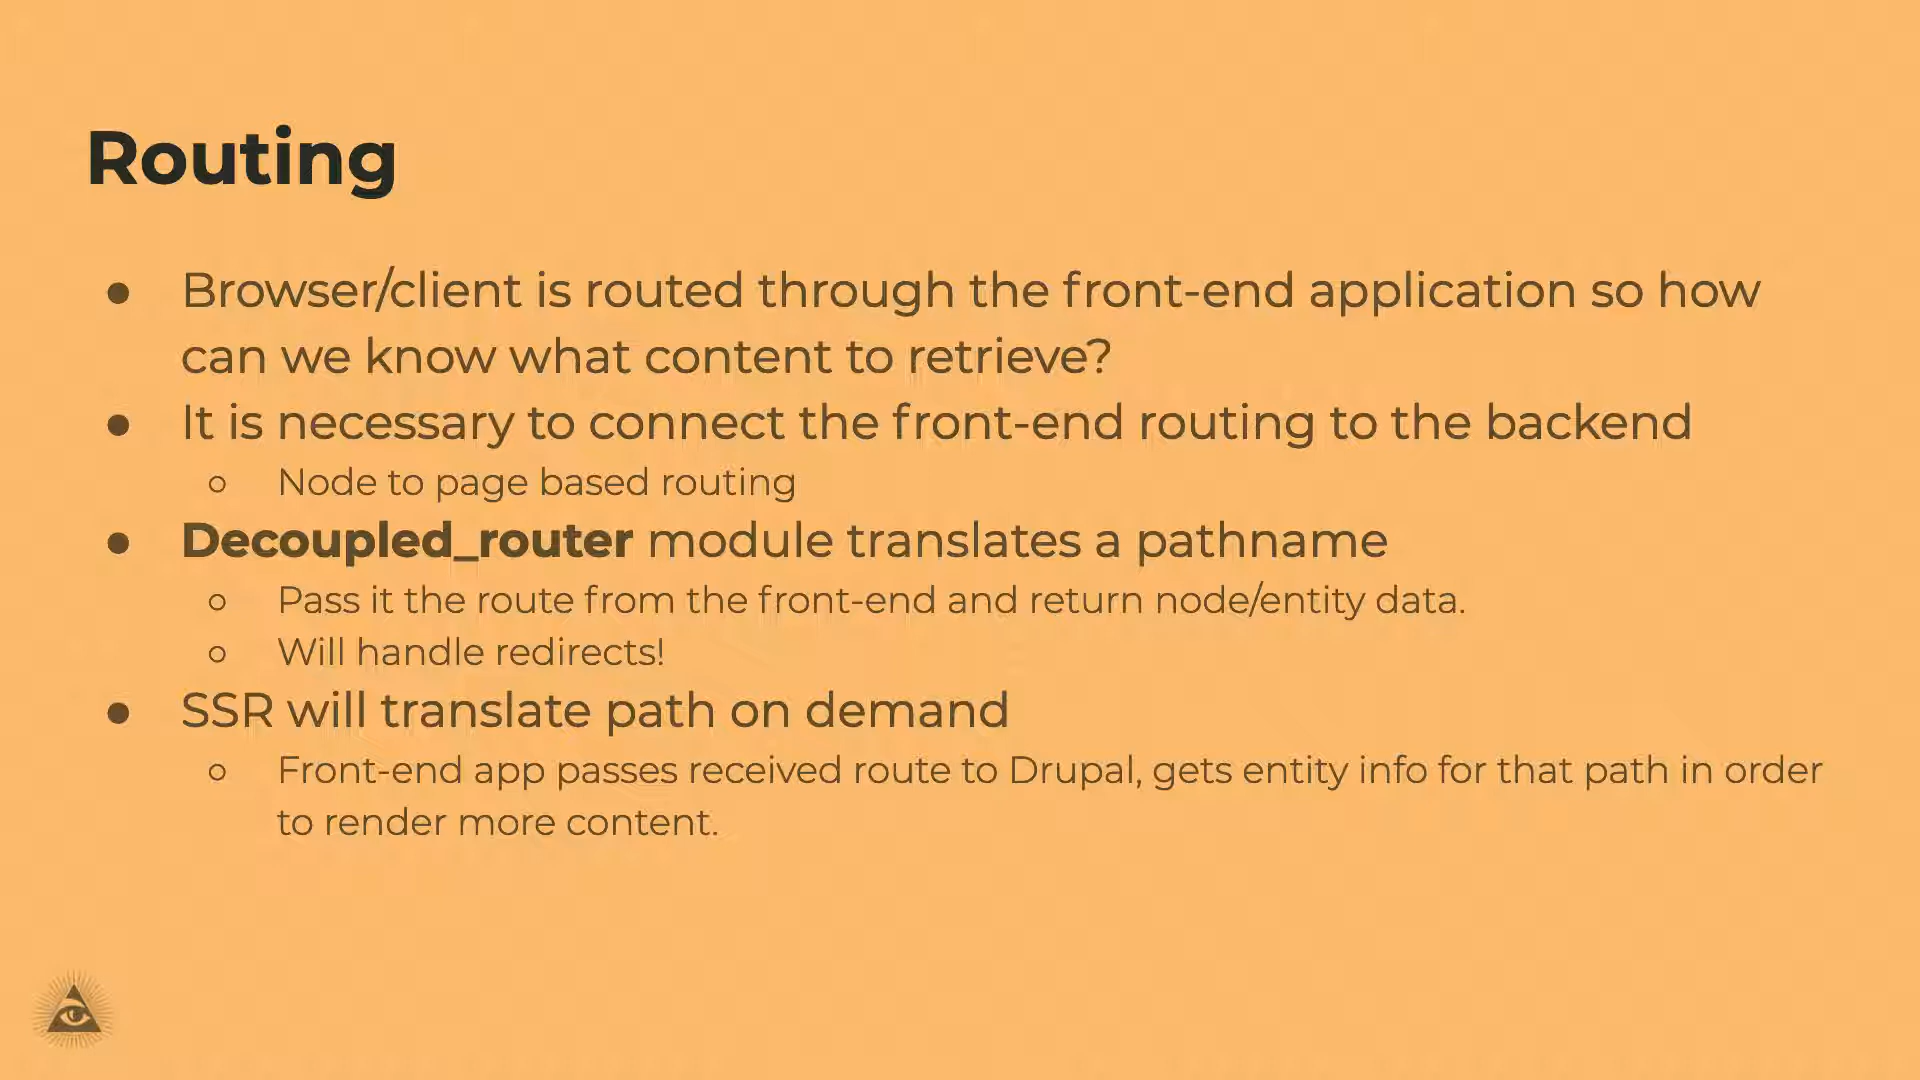 Routing
● Browser/client is routed through the front-end application so how
can we know what content to retrieve?
● It is necessary to connect the front-end routing to the backend
○ Node to page based routing
● Decoupled_router module translates a pathname
○ Pass it the route from the front-end and return node/entity data.
○ Will handle redirects!
● SSR will translate path on demand
○ Front-end app passes received route to Drupal, gets entity info for that path in order
to render more content.